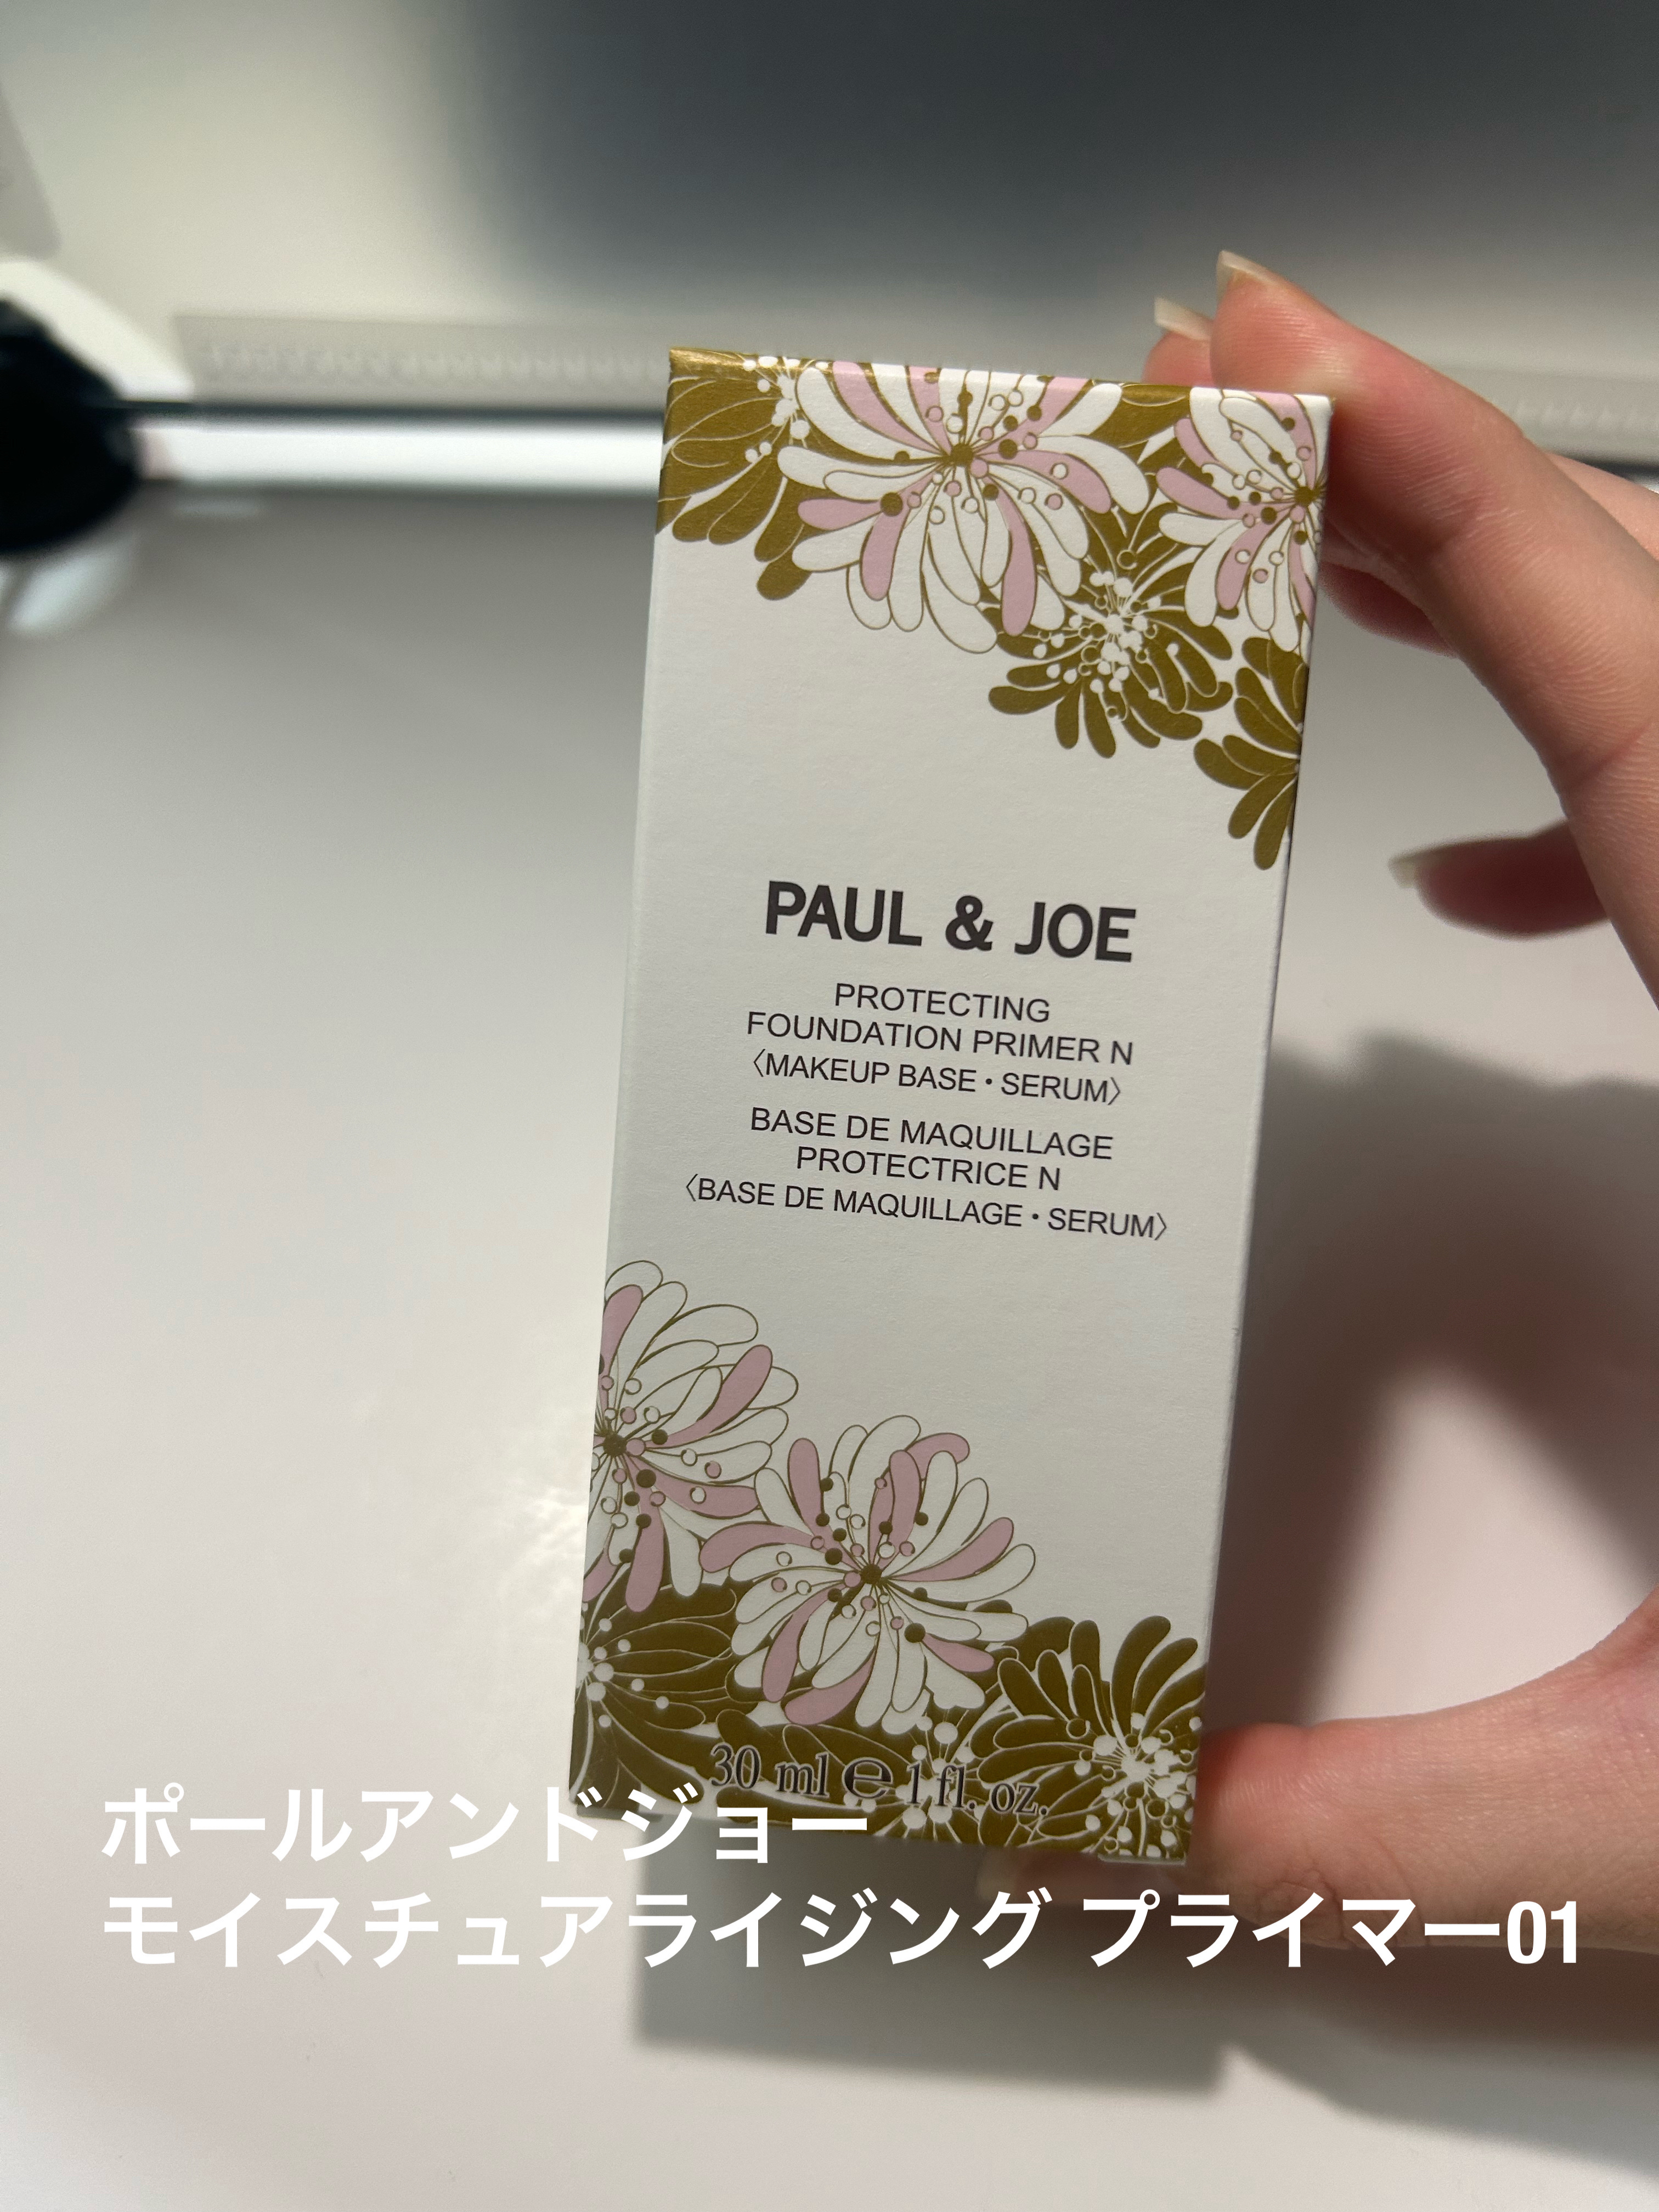 PAUL & JOE
PROTECTING
FOUNDATION PRIMER N
〈MAKEUP BASE・SERUM〉
BASE DE MAQUILLAGE
PROTECTRICE N
〈BASE DE MAQUILLAGE・SERUM〉
30 ml e 1 fl. oz.
ポールアンドジョー
モイスチュアライジング プライマー01